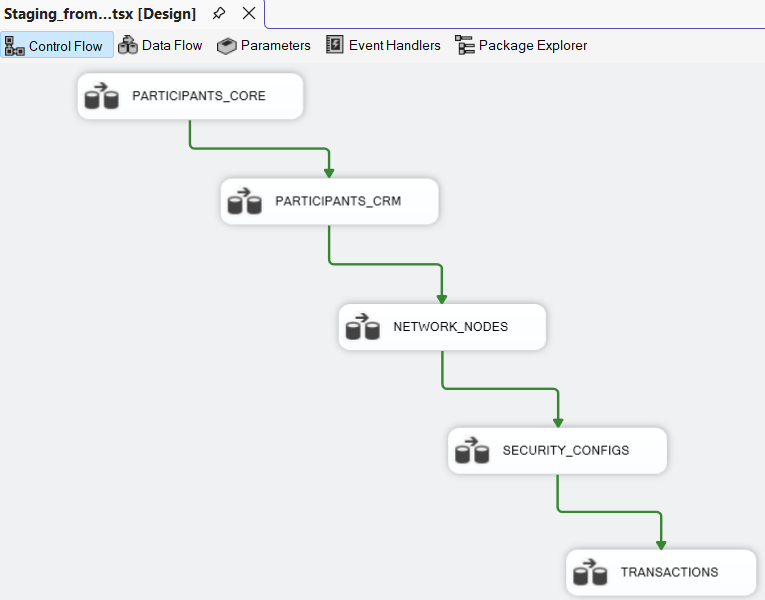 Staging_from...tsx [Design]
Control Flow Data Flow Parameters Event Handlers Package Explorer
PARTICIPANTS_CORE
PARTICIPANTS_CRM
NETWORK_NODES
SECURITY_CONFIGS
TRANSACTIONS